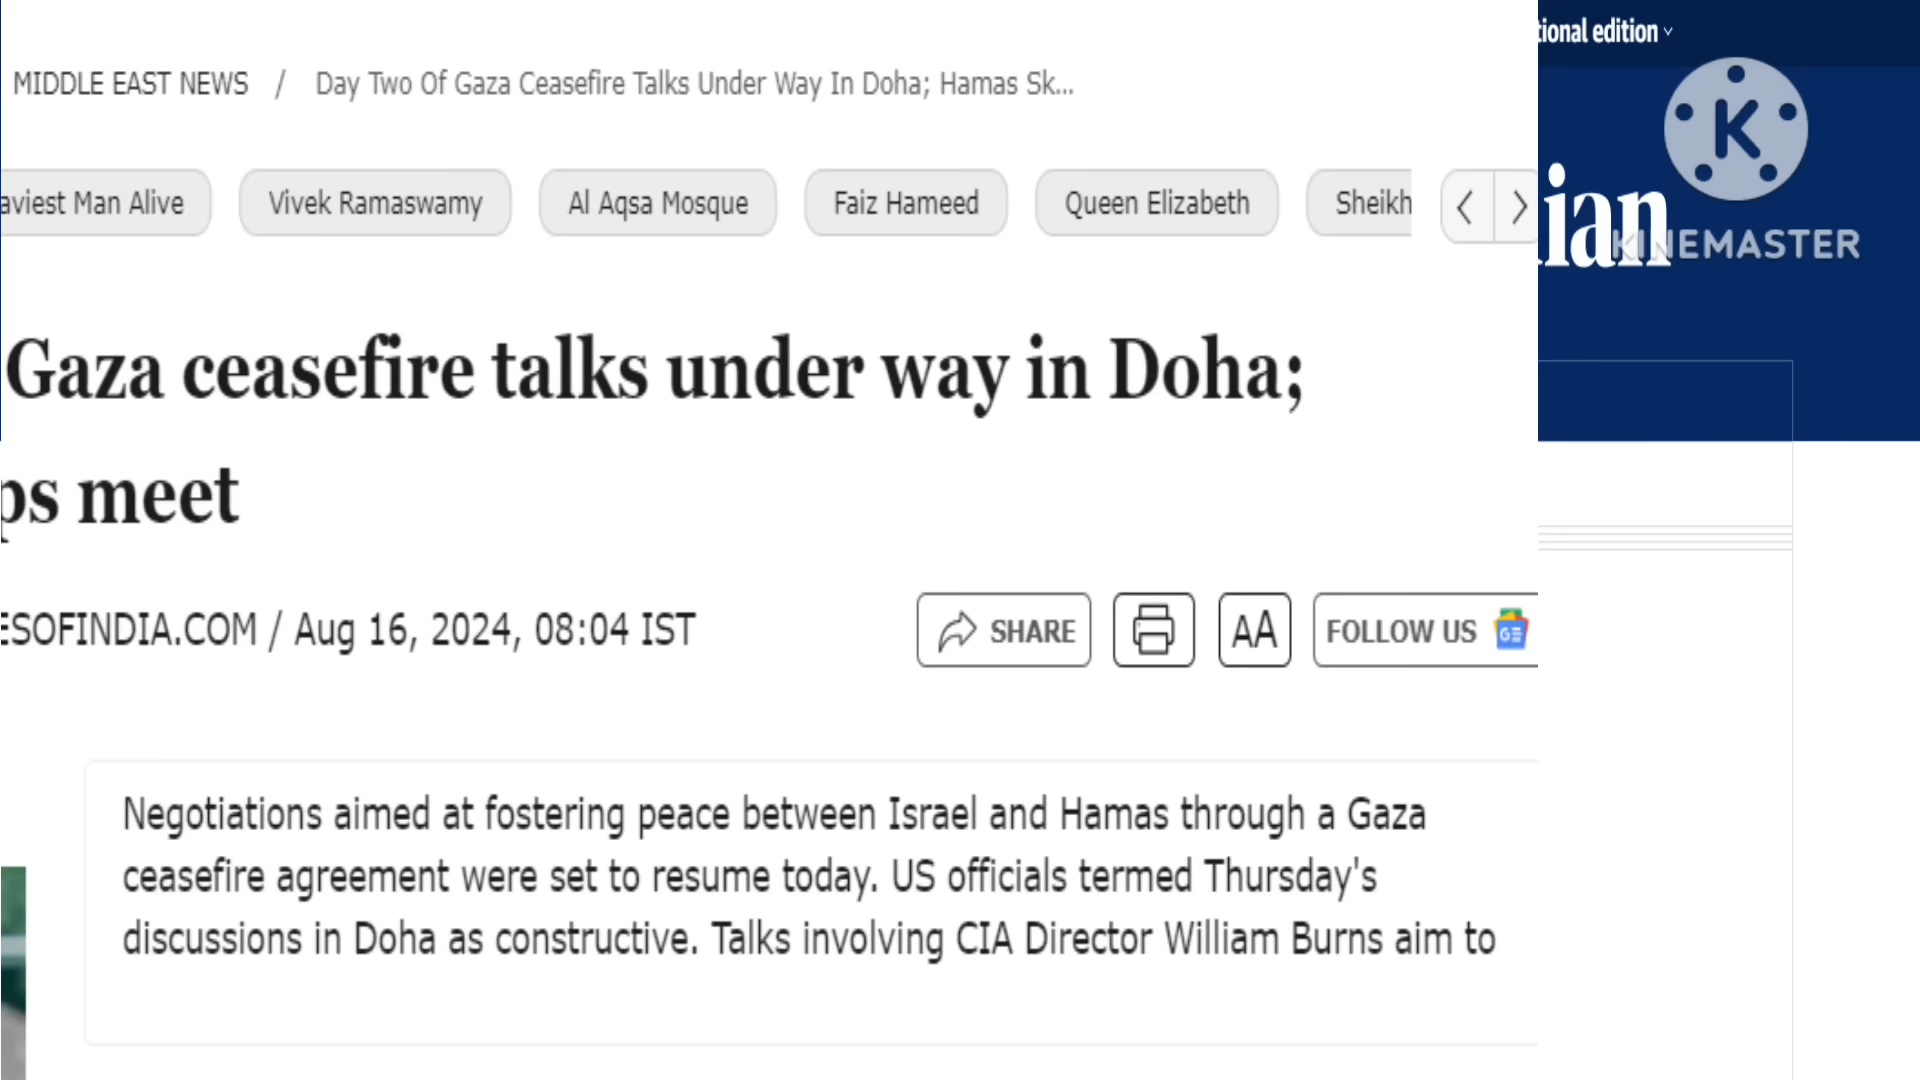 tional edition
MIDDLE EAST NEWS / Day Two Of Gaza Ceasefire Talks Under Way In Doha; Hamas Sk...
aviest Man Alive Vivek Ramaswamy Al Aqsa Mosque Faiz Hameed Queen Elizabeth Sheikh
K
ian
KINEMASTER
Gaza ceasefire talks under way in Doha;
ps meet
ESOFINDIA.COM / Aug 16, 2024, 08:04 IST SHARE AA FOLLOW US GE
Negotiations aimed at fostering peace between Israel and Hamas through a Gaza
ceasefire agreement were set to resume today. US officials termed Thursday's
discussions in Doha as constructive. Talks involving CIA Director William Burns aim to